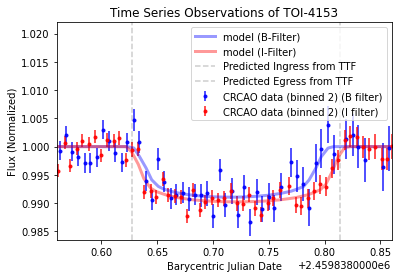 Time Series Observations of TOI-4153
1.020
1.015
1.010
1.005
1.000
0.995
0.990
0.985
Flux (Normalized)
model (B-Filter)
model (I-Filter)
Predicted Ingress from TTF
Predicted Egress from TTF
CRCAO data (binned 2) (B filter)
CRCAO data (binned 2) (I filter)
0.60
0.65
0.70
0.75
0.80
0.85
Barycentric Julian Date
+2.4598380000e6